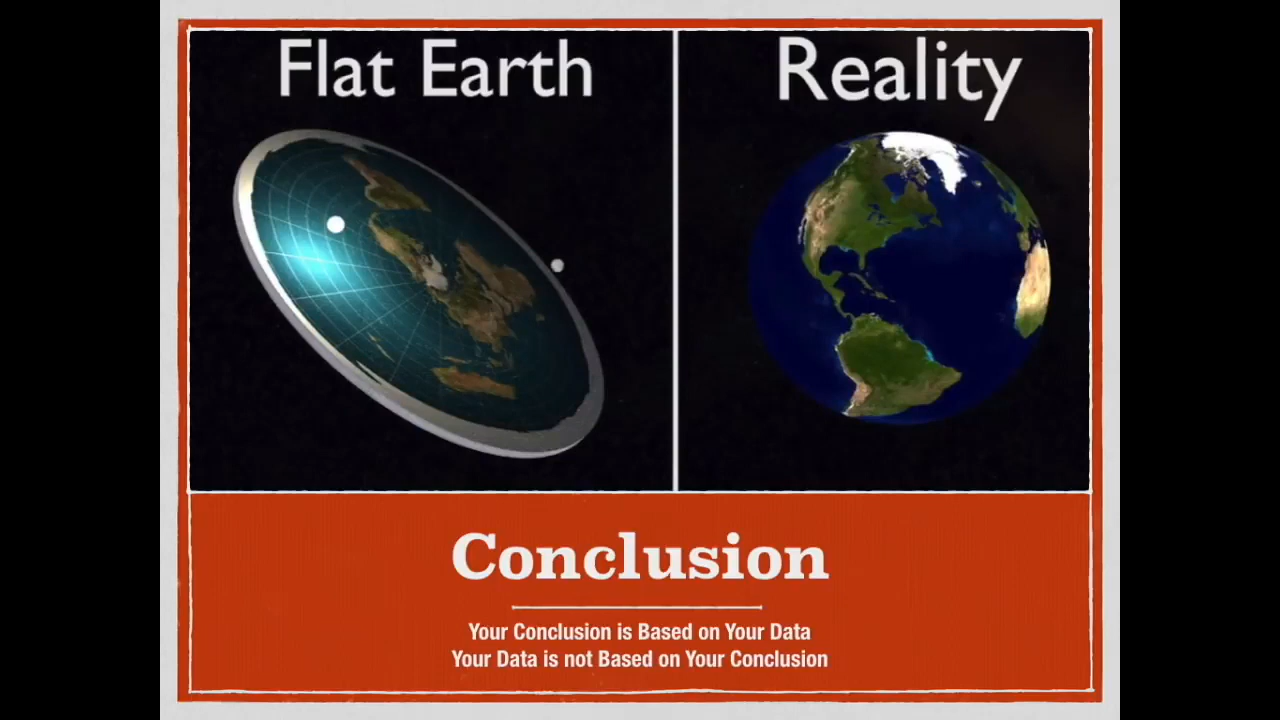 Flat Earth
Reality
Conclusion
Your Conclusion is Based on Your Data
Your Data is not Based on Your Conclusion